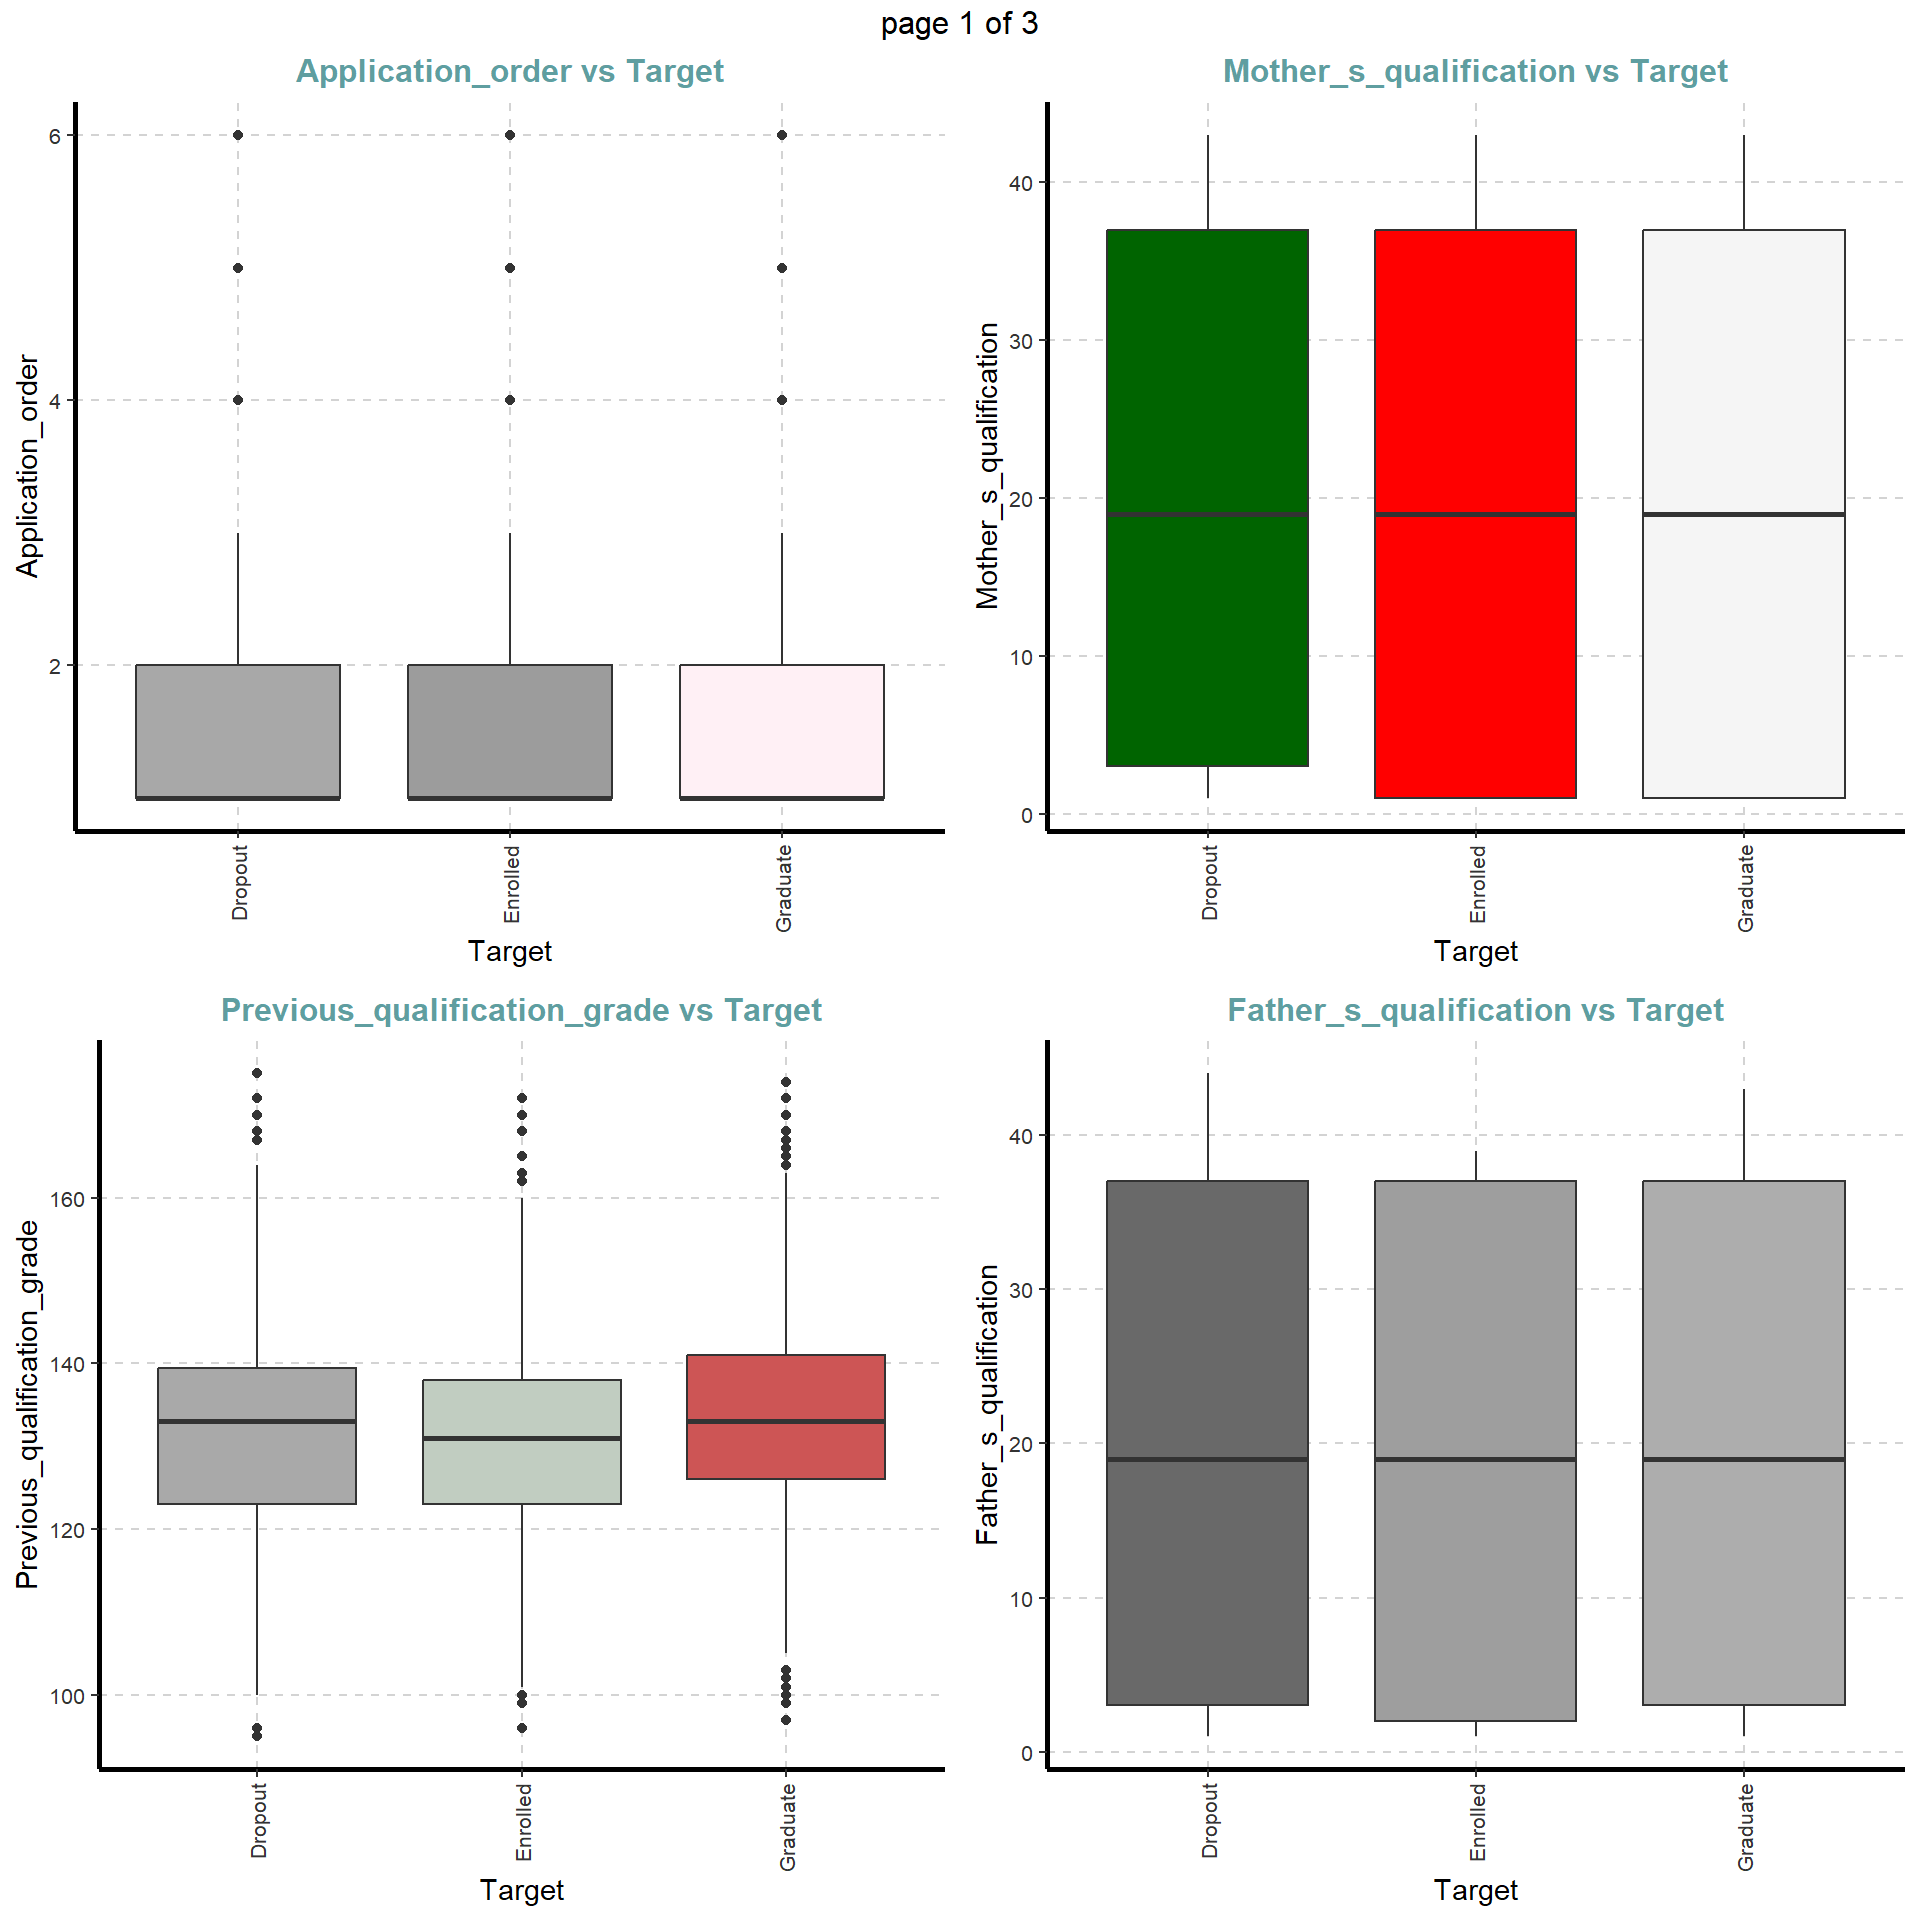 page 1 of 3
Application_order vs Target
Application_order
6
4
2
Dropout
Enrolled
Graduate
Target
Mother_s_qualification vs Target
Mother_s_qualification
40
30
20
10
0
Dropout
Enrolled
Graduate
Target
Previous_qualification_grade vs Target
Previous_qualification_grade
160
140
120
100
Dropout
Enrolled
Graduate
Target
Father_s_qualification vs Target
Father_s_qualification
40
30
20
10
0
Dropout
Enrolled
Graduate
Target